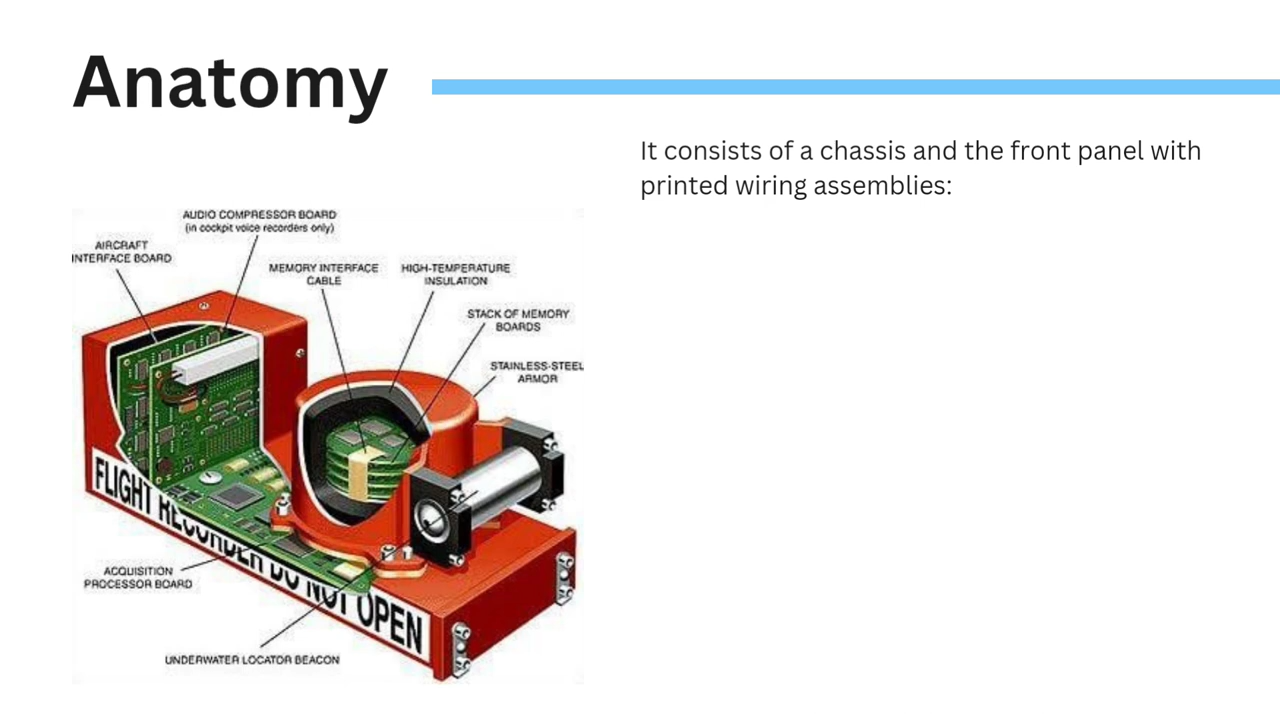 Anatomy
It consists of a chassis and the front panel with
printed wiring assemblies:
AUDIO COMPRESSOR BOARD
(in cockpit voice recorders only)
AIRCRAFT
INTERFACE BOARD
MEMORY INTERFACE
CABLE
HIGH-TEMPERATURE
INSULATION
STACK OF MEMORY
BOARDS
STAINLESS-STEEL
ARMOR
FLIGHT RECORDER DO NOT OPEN
ACQUISITION
PROCESSOR BOARD
UNDERWATER LOCATOR BEACON